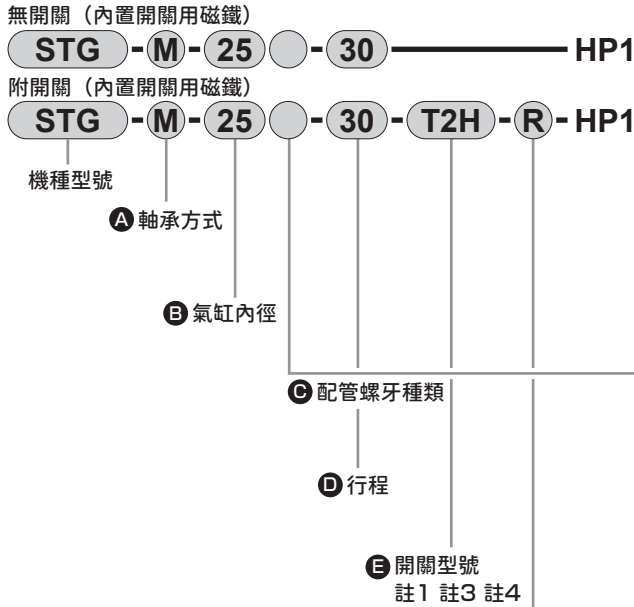 無開關（內置開關用磁鐵）
STG - M - 25 - 30 - HP1
附開關（內置開關用磁鐵）
STG - M - 25 - 30 - T2H - R - HP1
機種型號
A 軸承方式
B 氣缸內徑
C 配管螺牙種類
D 行程
E 開關型號
註1 註3 註4